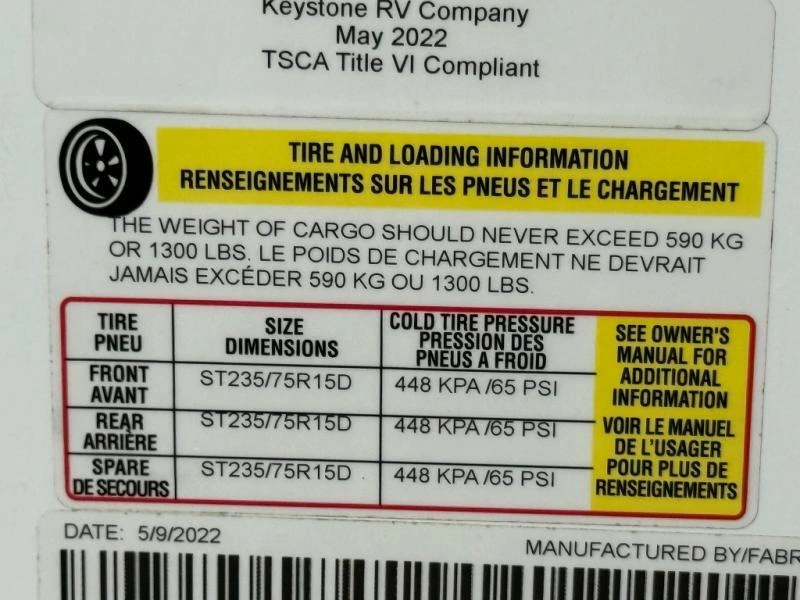 Keystone RV Company
May 2022
TSCA Title VI Compliant
TIRE AND LOADING INFORMATION
RENSEIGNEMENTS SUR LES PNEUS ET LE CHARGEMENT
THE WEIGHT OF CARGO SHOULD NEVER EXCEED 590 KG
OR 1300 LBS. LE POIDS DE CHARGEMENT NE DEVRAIT
JAMAIS EXCÉDER 590 KG OU 1300 LBS.
TIRE
PNEU
SIZE
DIMENSIONS
COLD TIRE PRESSURE
PRESSION DES
PNEUS A FROID
SEE OWNER'S
MANUAL FOR
ADDITIONAL
INFORMATION
VOIR LE MANUEL
DE L'USAGER
POUR PLUS DE
RENSEIGNEMENTS
FRONT
AVANT
ST235/75R15D
448 KPA /65 PSI
REAR
ARRIÈRE
ST235/75R15D
448 KPA /65 PSI
SPARE
DE SECOURS
ST235/75R15D
448 KPA /65 PSI
DATE: 5/9/2022
MANUFACTURED BY/FABR